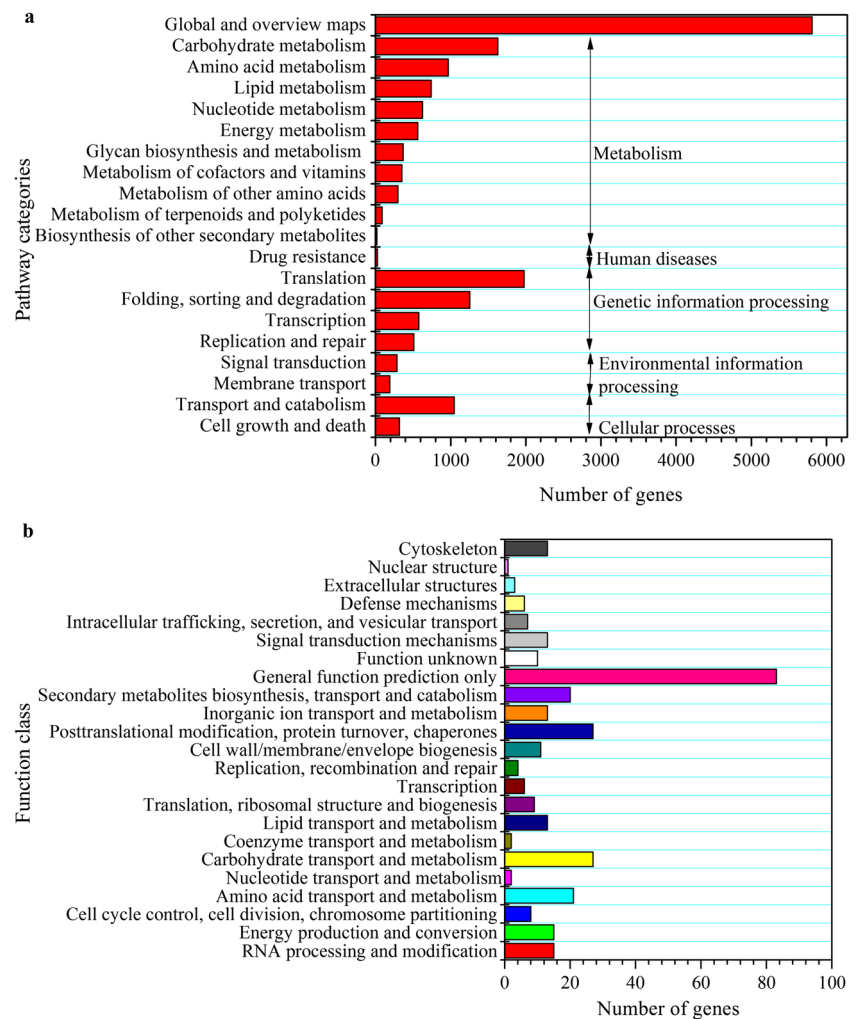 a
Global and overview maps
Carbohydrate metabolism
Amino acid metabolism
Lipid metabolism
Nucleotide metabolism
Energy metabolism
Glycan biosynthesis and metabolism
Metabolism of cofactors and vitamins
Metabolism of other amino acids
Metabolism of terpenoids and polyketides
Biosynthesis of other secondary metabolites
Drug resistance
Translation
Folding, sorting and degradation
Transcription
Replication and repair
Signal transduction
Membrane transport
Transport and catabolism
Cell growth and death
Pathway categories
Metabolism
Human diseases
Genetic information processing
Environmental information
processing
Cellular processes
0 1000 2000 3000 4000 5000 6000
Number of genes
b
Cytoskeleton
Nuclear structure
Extracellular structures
Defense mechanisms
Intracellular trafficking, secretion, and vesicular transport
Signal transduction mechanisms
Function unknown
General function prediction only
Secondary metabolites biosynthesis, transport and catabolism
Inorganic ion transport and metabolism
Posttranslational modification, protein turnover, chaperones
Cell wall/membrane/envelope biogenesis
Replication, recombination and repair
Transcription
Translation, ribosomal structure and biogenesis
Lipid transport and metabolism
Coenzyme transport and metabolism
Carbohydrate transport and metabolism
Nucleotide transport and metabolism
Amino acid transport and metabolism
Cell cycle control, cell division, chromosome partitioning
Energy production and conversion
RNA processing and modification
Function class
0 20 40 60 80 100
Number of genes